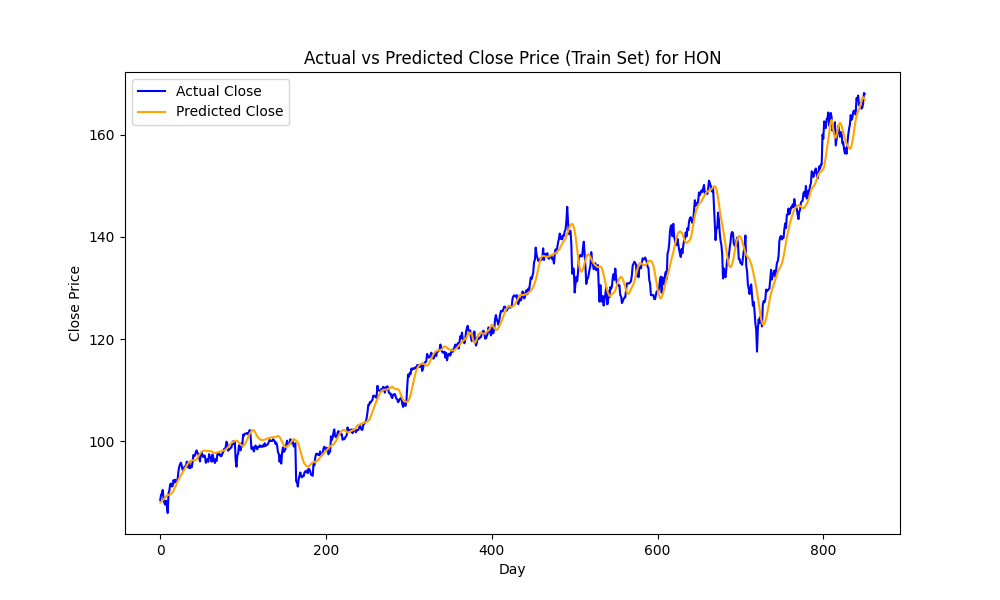 Actual vs Predicted Close Price (Train Set) for HON
Actual Close
Predicted Close
160
140
120
100
Close Price
0 200 400 600 800
Day